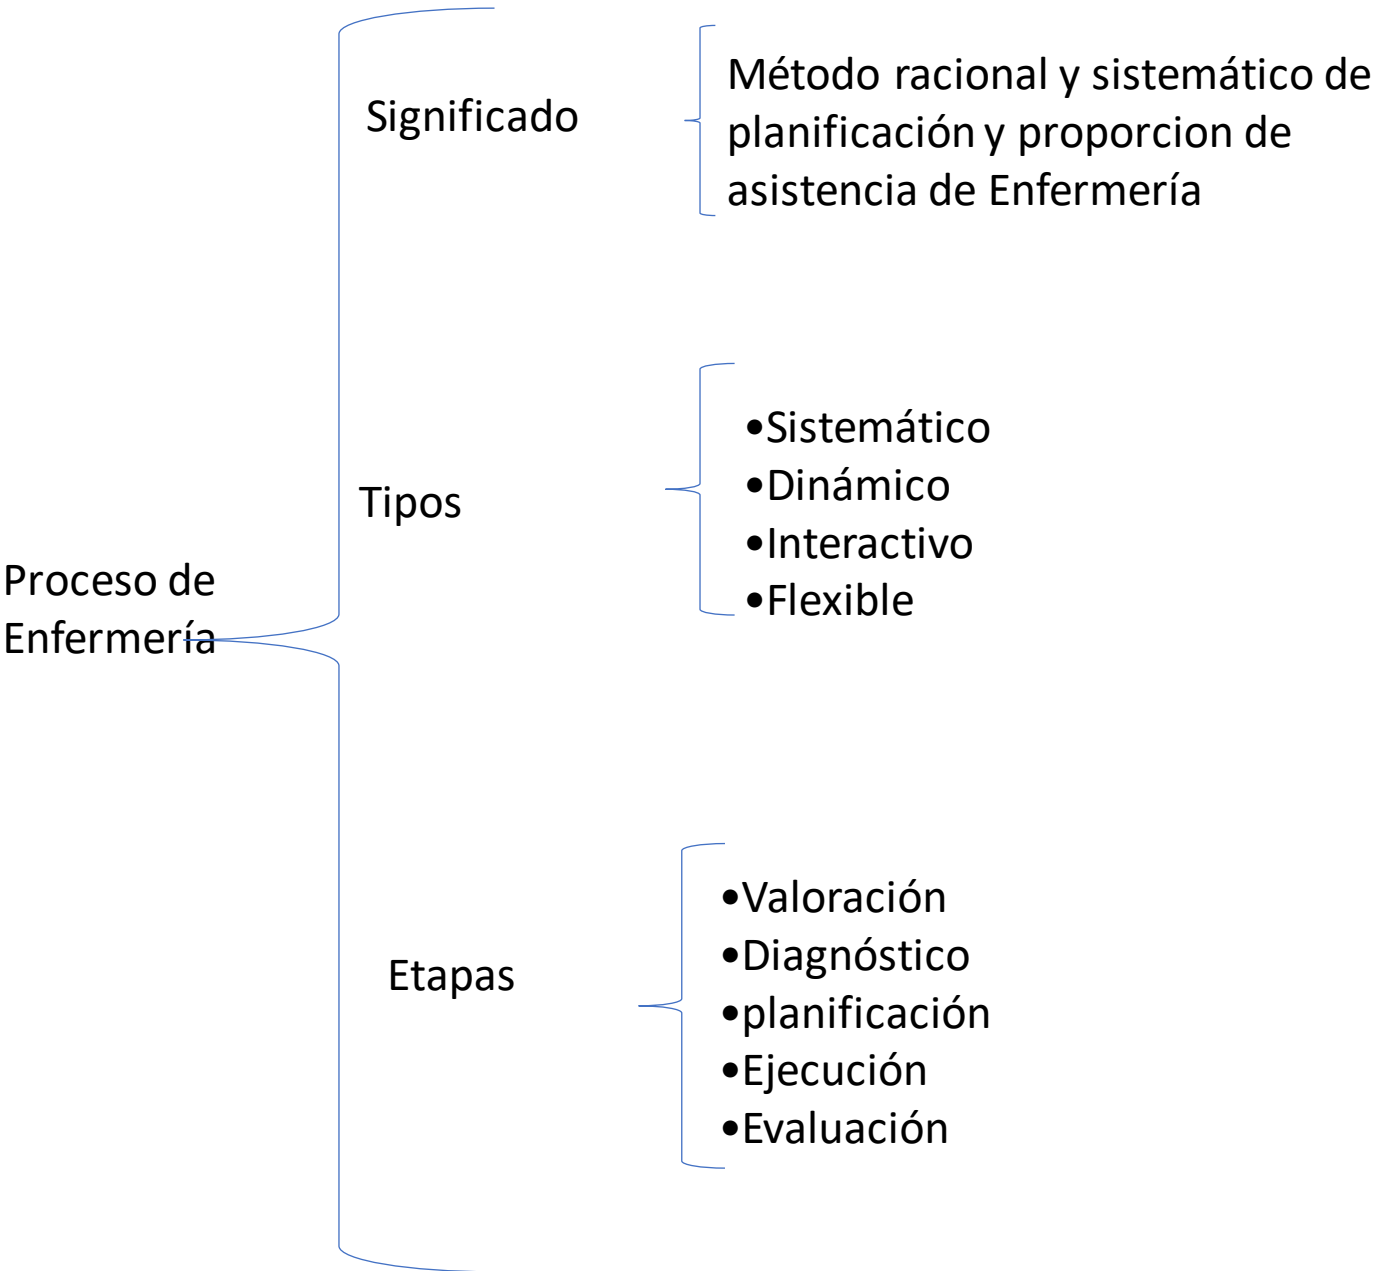 Proceso de
Enfermería
Significado
Método racional y sistemático de
planificación y proporcion de
asistencia de Enfermería
Tipos
•Sistemático
•Dinámico
•Interactivo
•Flexible
Etapas
•Valoración
•Diagnóstico
•planificación
•Ejecución
•Evaluación